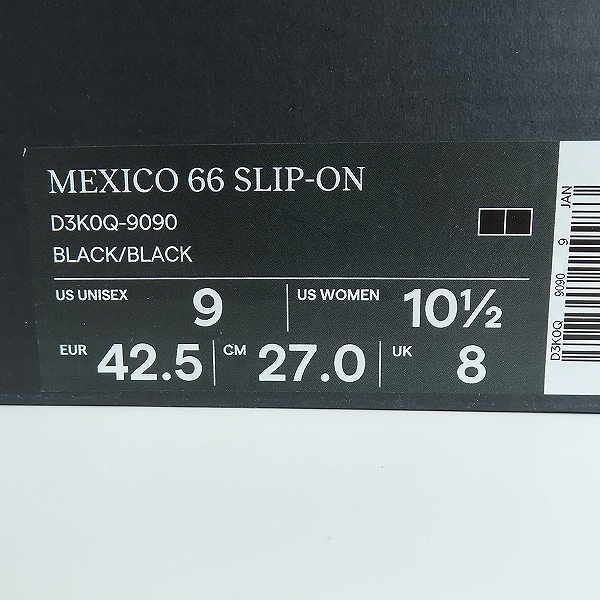 MEXICO 66 SLIP-ON
D3K0Q-9090
BLACK/BLACK
US UNISEX 9 US WOMEN 10½
EUR 42.5 CM 27.0 UK 8
D3K0Q 9090 9 JAN